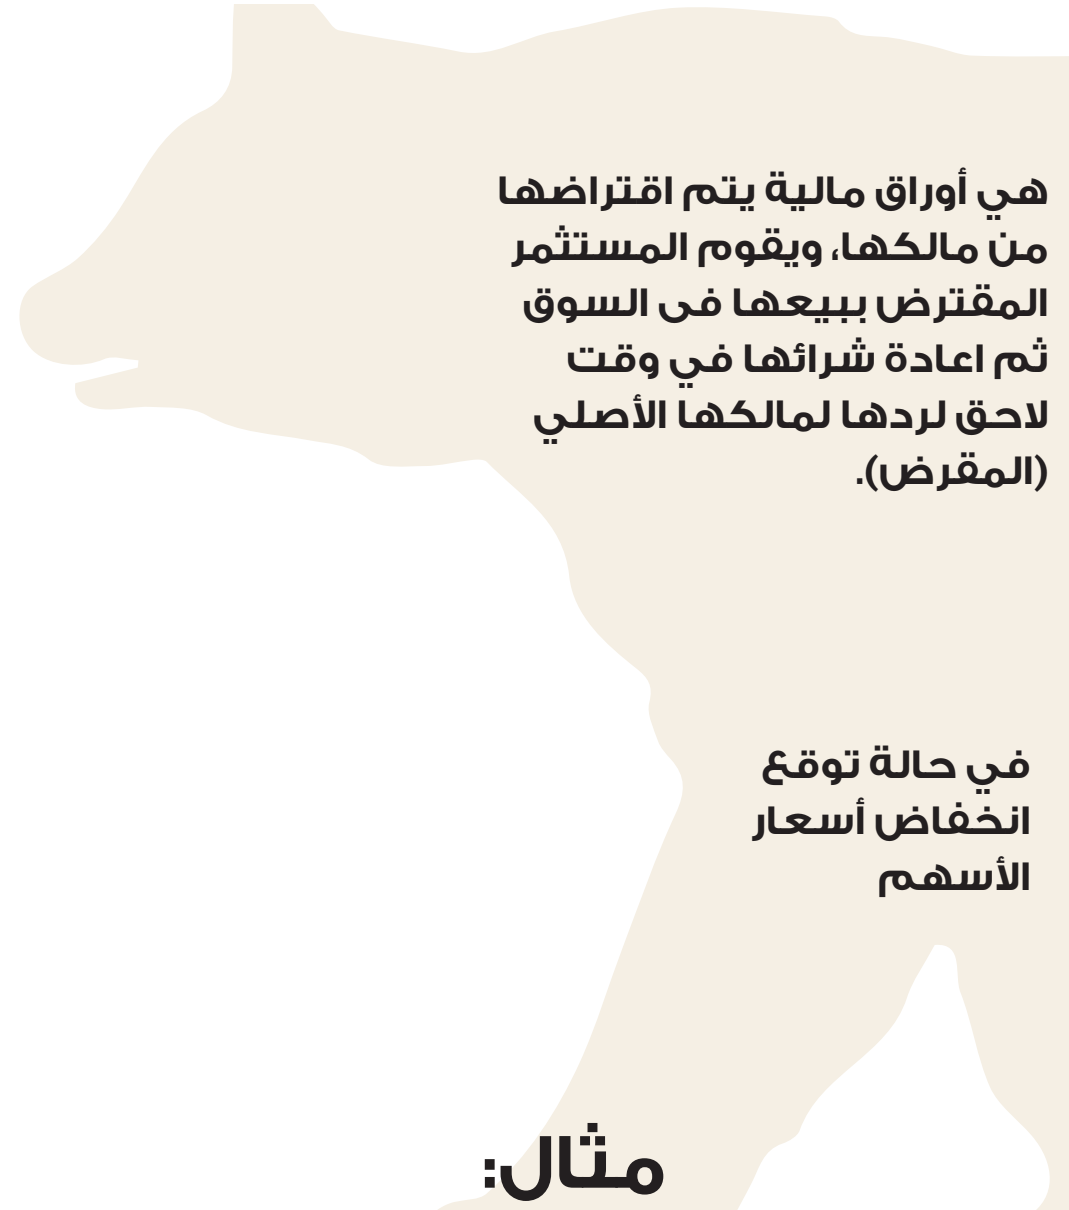 هي أوراق مالية يتم اقتراضها
من مالكها، ويقوم المستثمر
المقترض ببيعها فى السوق
ثم اعادة شرائها في وقت
لاحق لردها لمالكها الأصلي
(المقرض).
في حالة توقع
انخفاض أسعار
الأسهم
مثال: